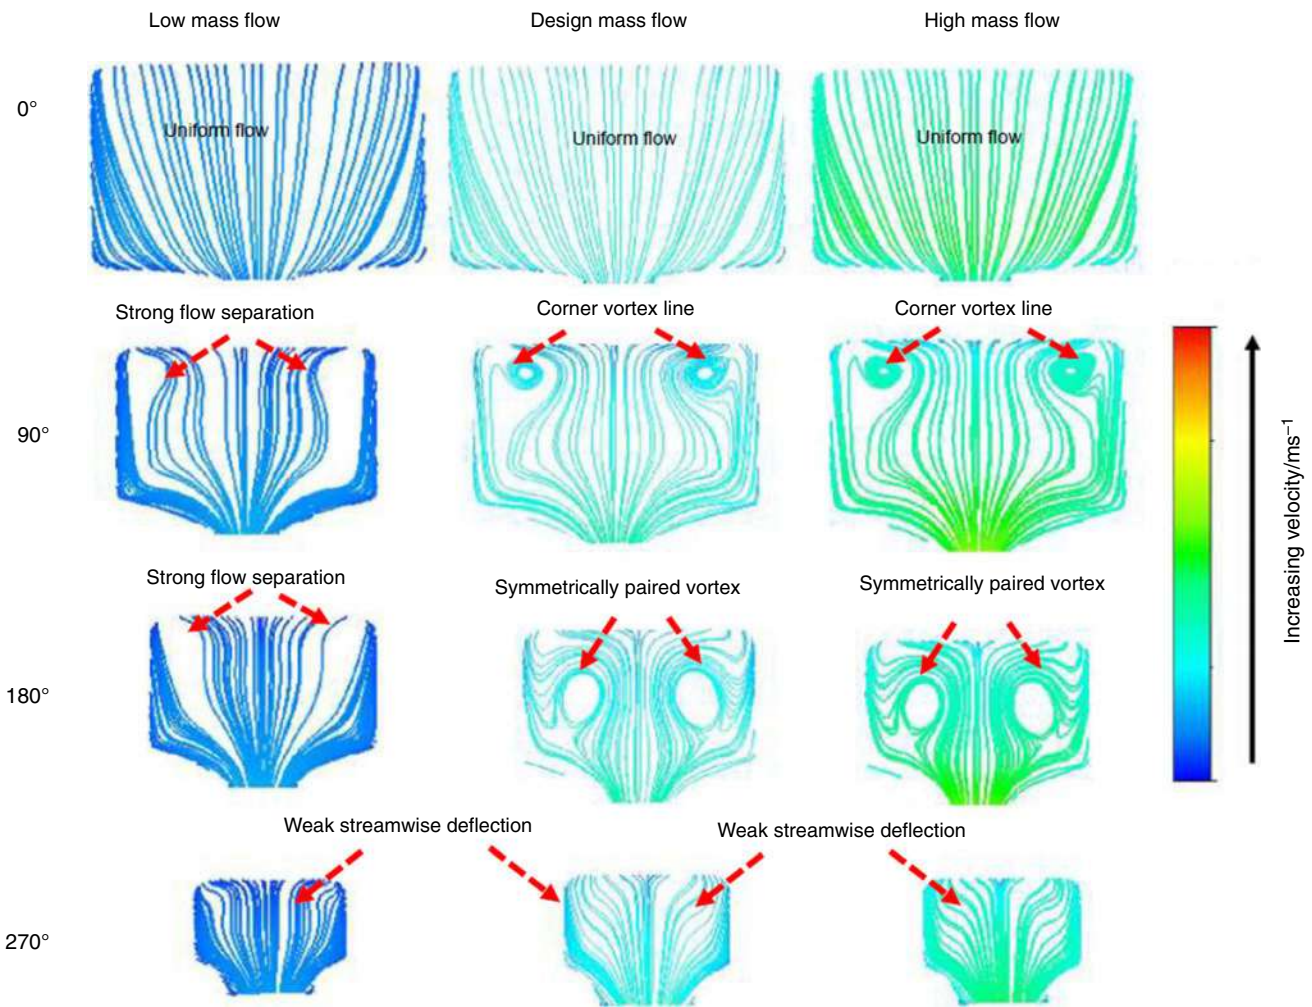 Low mass flow
Design mass flow
High mass flow
0°
Uniform flow
Uniform flow
Uniform flow
Strong flow separation
Corner vortex line
Corner vortex line
90°
Increasing velocity/ms⁻¹
Strong flow separation
Symmetrically paired vortex
Symmetrically paired vortex
180°
Weak streamwise deflection
Weak streamwise deflection
270°